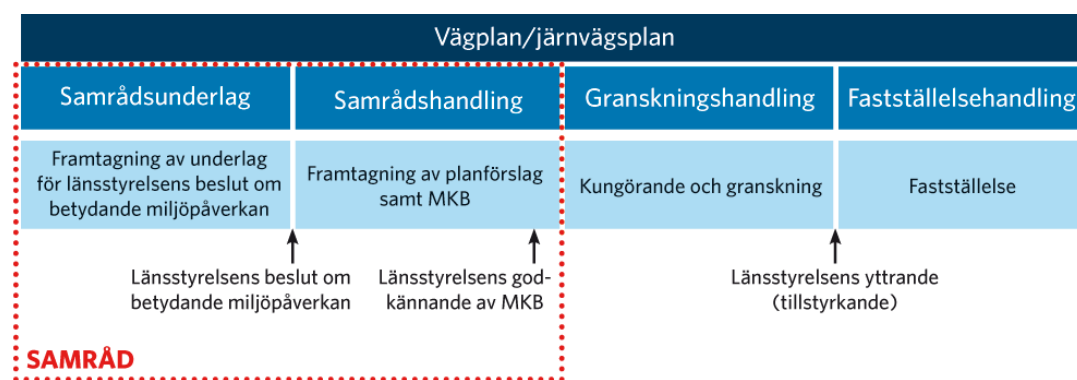 Vägplan/järnvägsplan
Samrådsunderlag
Samrådshandling
Granskningshandling
Fastställelsehandling
Framtagning av underlag
för länsstyrelsens beslut om
betydande miljöpåverkan
Framtagning av planförslag
samt MKB
Kungörande och granskning
Fastställelse
Länsstyrelsens beslut om
betydande miljöpåverkan
Länsstyrelsens god-
kännande av MKB
Länsstyrelsens yttrande
(tillstyrkande)
SAMRÅD